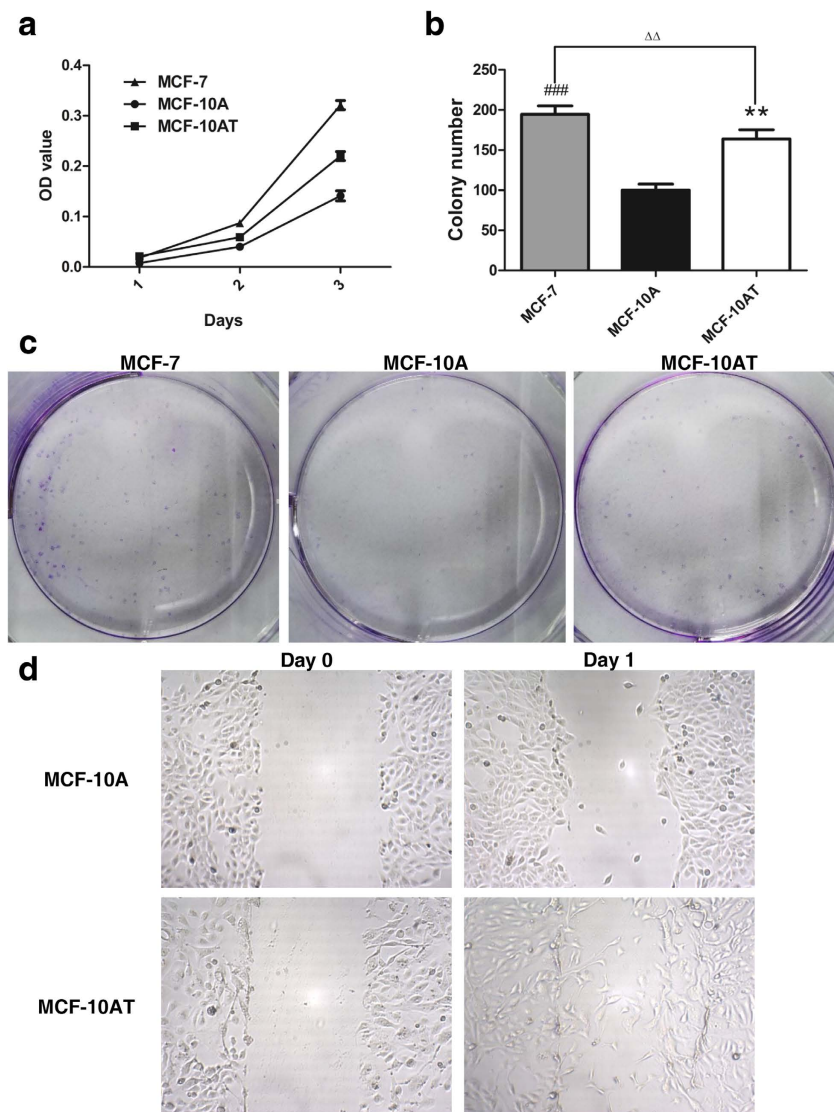 a
0.4
0.3
0.2
0.1
0.0
OD value
MCF-7
MCF-10A
MCF-10AT
1 2 3
Days
b
ΔΔ
250
200
150
100
50
0
Colony number
###
**
MCF-7 MCF-10A MCF-10AT
c
MCF-7 MCF-10A MCF-10AT
d
Day 0 Day 1
MCF-10A
MCF-10AT